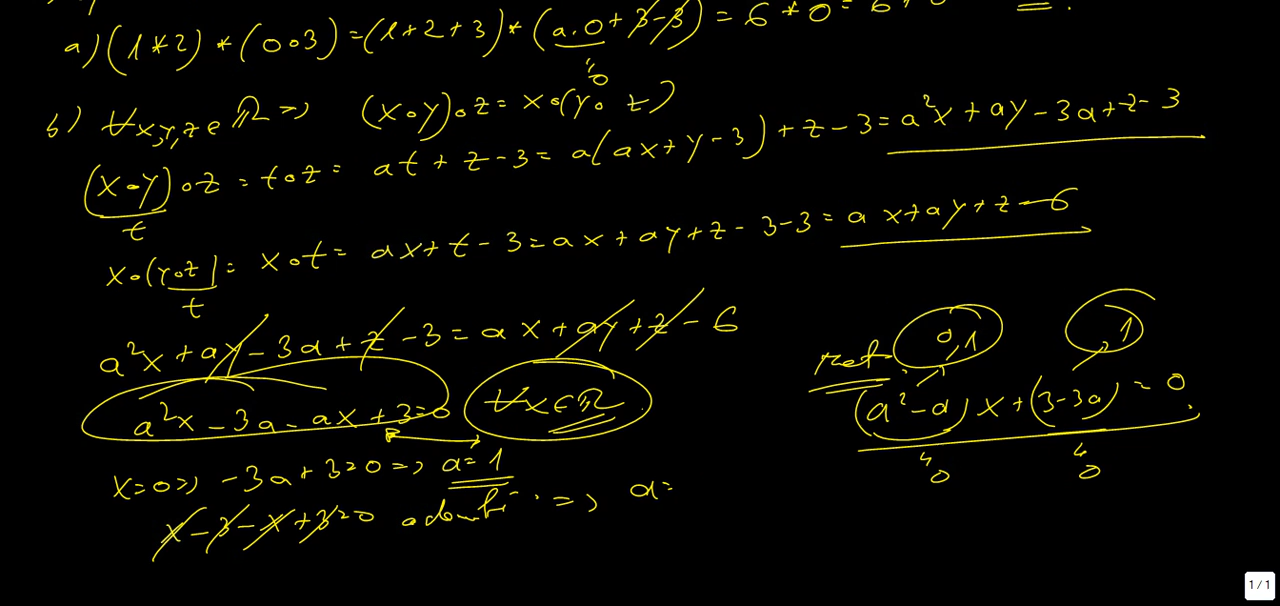 a) (1*2) * (0∘3) = (1+2+3) * (a.0+3-3) = 6*0=
0
b) ∀x,y,z∈ℝ => (x∘y)∘z = x∘(y∘z)
(x∘y)∘z = t∘z = at+z-3 = a(ax+y-3)+z-3 = a²x+ay-3a+z-3
t
x∘(y∘z) = x∘t = ax+t-3 = ax+ay+z-3-3 = ax+ay+z-6
t
a²x+ay-3a+z-3 = ax+ay+z-6
a²x-3a-ax+3=0 ∀x∈ℝ
x=0 => -3a+3=0 => a=1
x-3-x+3=0 => a=
0,1 1
(a²-a)x+(3-3a)=0
0 0
1/1